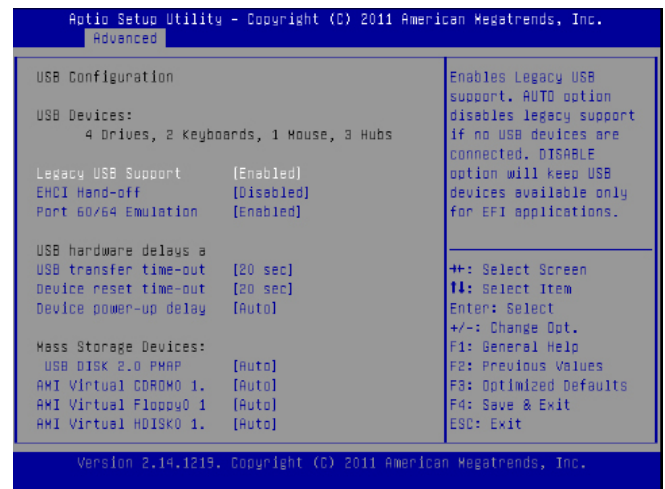 Aptio Setup Utility - Copyright (C) 2011 American Megatrends, Inc.
Advanced
USB Configuration
USB Devices:
4 Drives, 2 Keyboards, 1 Mouse, 3 Hubs
Legacy USB Support [Enabled]
EHCI Hand-off [Disabled]
Port 60/64 Emulation [Enabled]
USB hardware delays a
USB transfer time-out [20 sec]
Device reset time-out [20 sec]
Device power-up delay [Auto]
Mass Storage Devices:
USB DISK 2.0 PMAP [Auto]
AMI Virtual CDROM0 1. [Auto]
AMI Virtual Floppy0 1 [Auto]
AMI Virtual HDISK0 1. [Auto]
Enables Legacy USB
support. AUTO option
disables legacy support
if no USB devices are
connected. DISABLE
option will keep USB
devices available only
for EFI applications.
→←: Select Screen
↑↓: Select Item
Enter: Select
+/-: Change Opt.
F1: General Help
F2: Previous Values
F3: Optimized Defaults
F4: Save & Exit
ESC: Exit
Version 2.14.1219. Copyright (C) 2011 American Megatrends, Inc.